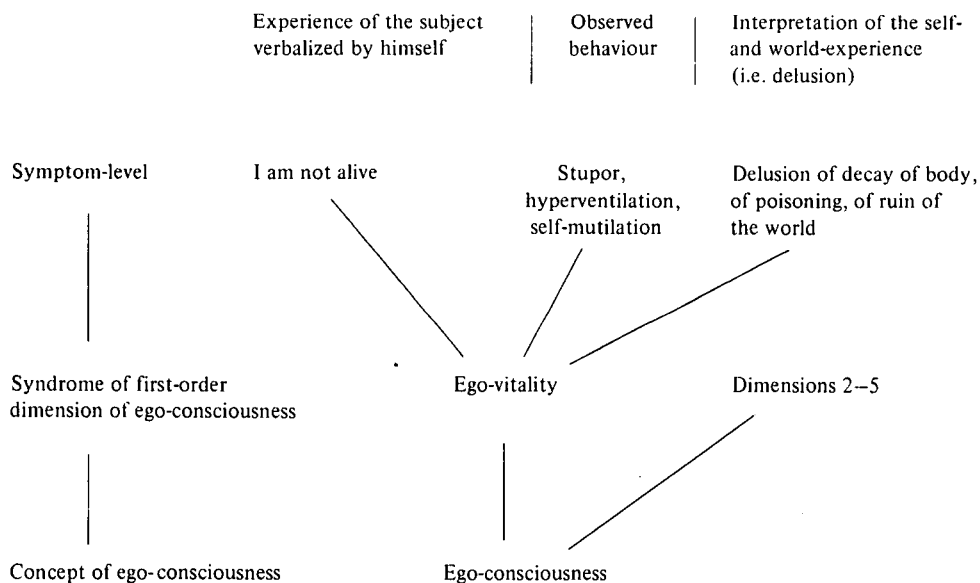 Experience of the subject
verbalized by himself
Observed
behaviour
Interpretation of the self-
and world-experience
(i.e. delusion)
Symptom-level
I am not alive
Stupor,
hyperventilation,
self-mutilation
Delusion of decay of body,
of poisoning, of ruin of
the world
Syndrome of first-order
dimension of ego-consciousness
Ego-vitality
Dimensions 2–5
Concept of ego-consciousness
Ego-consciousness